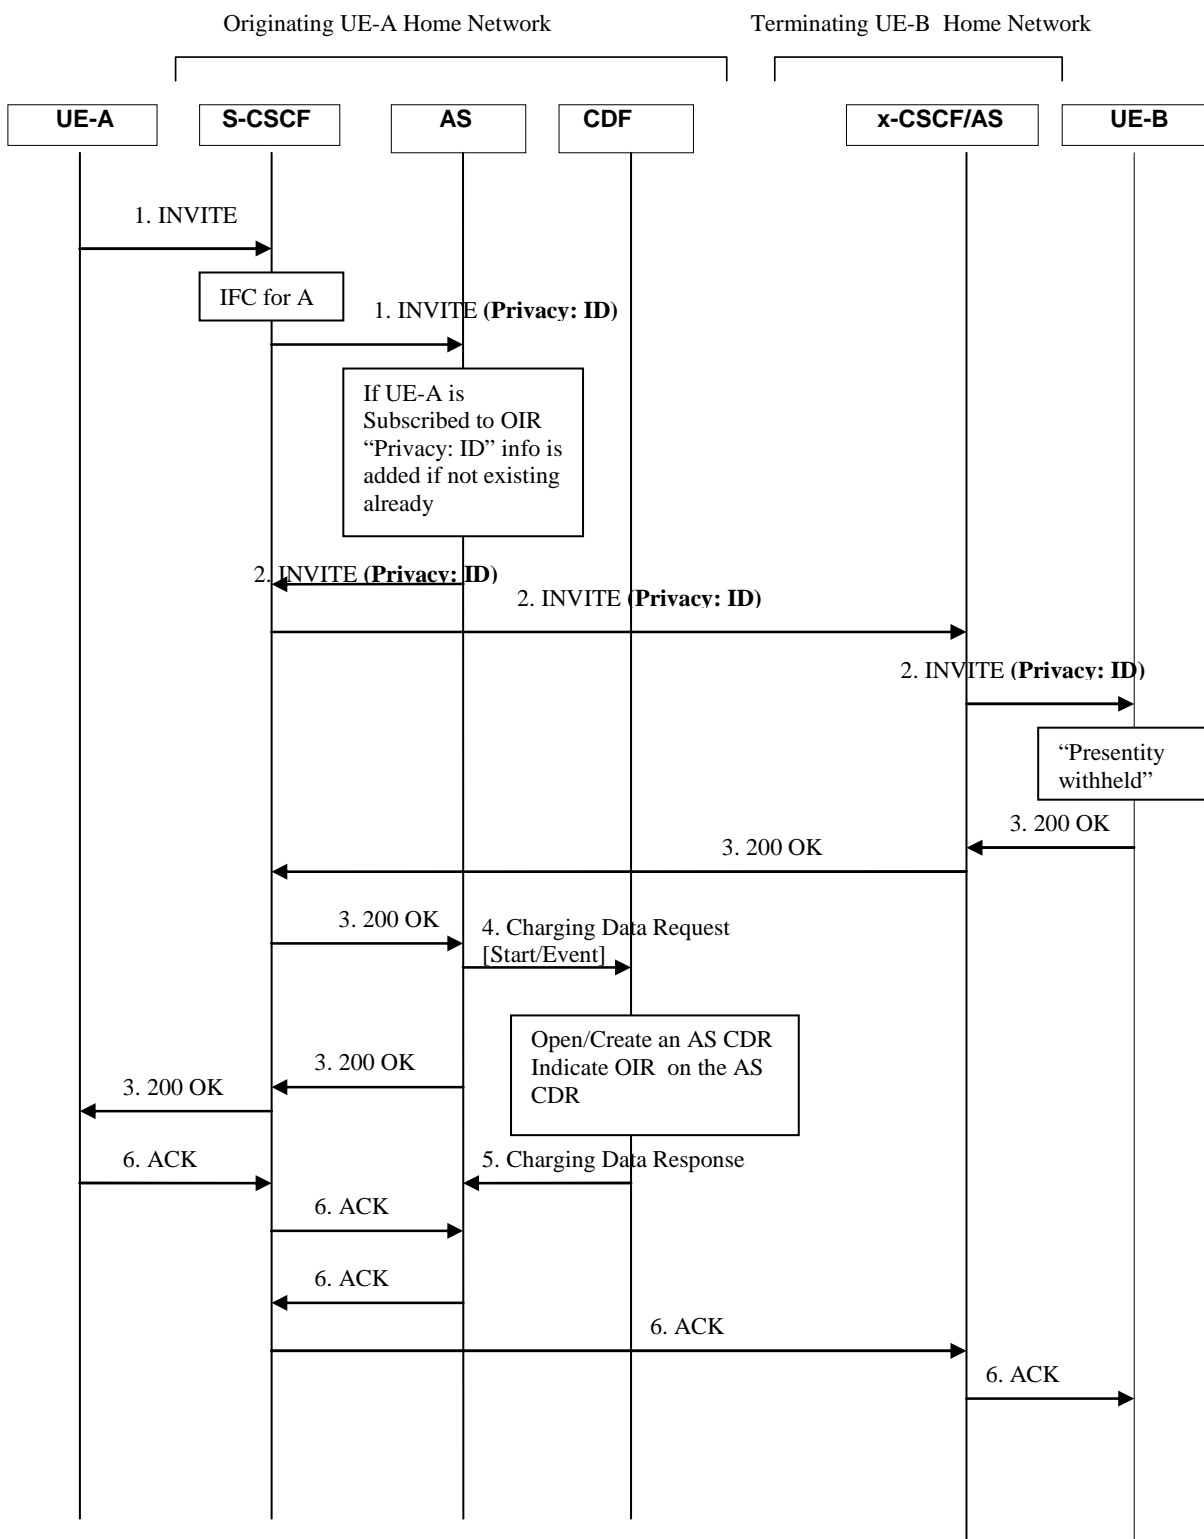 Originating UE-A Home Network
Terminating UE-B  Home Network
UE-A
S-CSCF
AS
CDF
x-CSCF/AS
UE-B
1. INVITE
IFC for A
1. INVITE (Privacy: ID)
If UE-A is
Subscribed to OIR
“Privacy: ID” info is
added if not existing
already
2. INVITE (Privacy: ID)
2. INVITE (Privacy: ID)
2. INVITE (Privacy: ID)
“Presentity
withheld”
3. 200 OK
3. 200 OK
3. 200 OK
4. Charging Data Request
[Start/Event]
Open/Create an AS CDR
Indicate OIR  on the AS
CDR
3. 200 OK
3. 200 OK
6. ACK
5. Charging Data Response
6. ACK
6. ACK
6. ACK
6. ACK